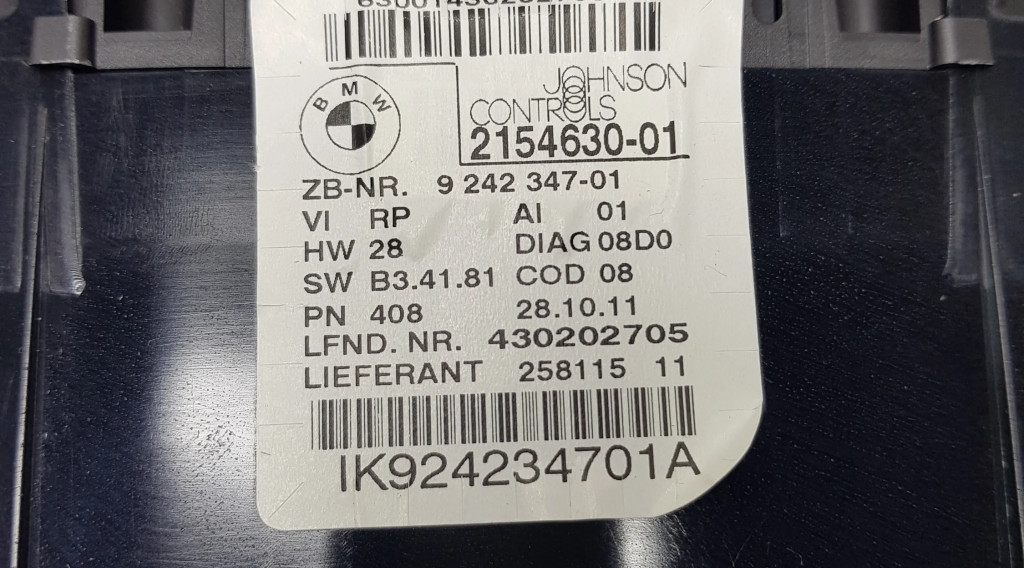 BMW
JOHNSON
CONTROLS
2154630-01
ZB-NR. 9 242 347-01
VI RP AI 01
HW 28 DIAG 08D0
SW B3.41.81 COD 08
PN 408 28.10.11
LFND. NR. 430202705
LIEFERANT 258115 11
IK924234701A